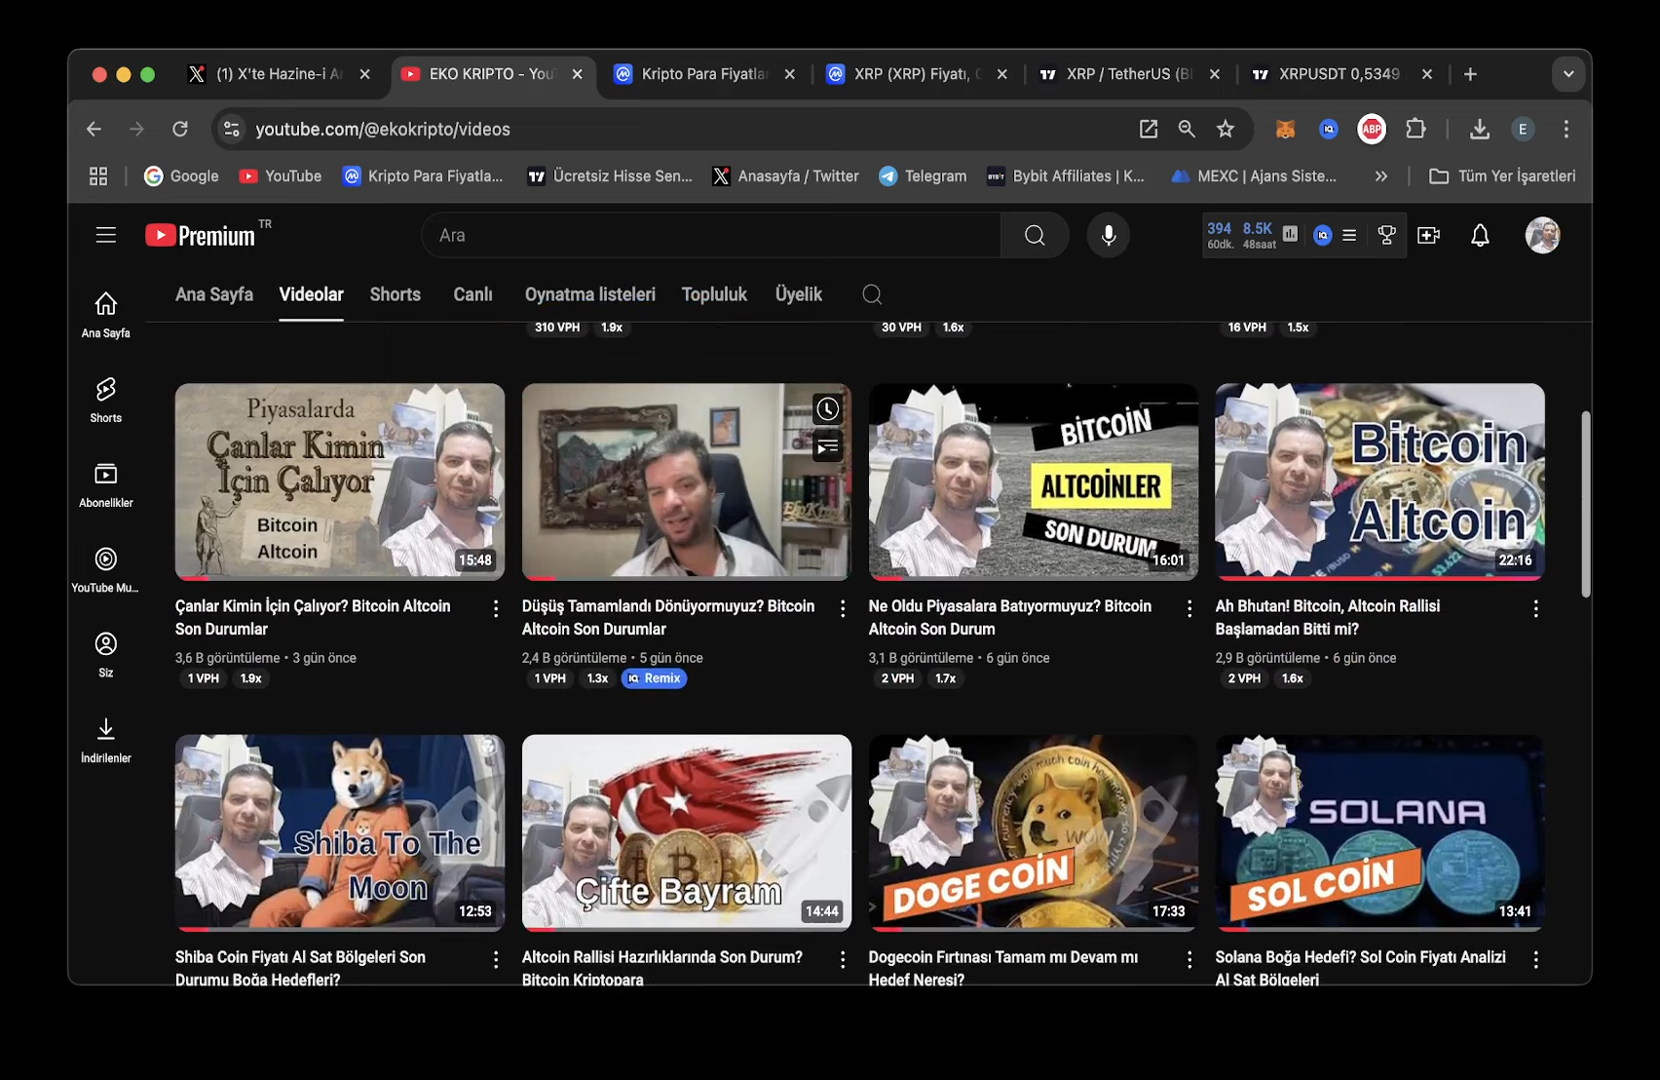 (1) X'te Hazine-i Ar
EKO KRIPTO - You
Kripto Para Fiyatla
XRP (XRP) Fiyatı, G
XRP / TetherUS (Bİ
XRPUSDT 0,5349
youtube.com/@ekokripto/videos
ABP
E
Google
YouTube
Kripto Para Fiyatla...
Ücretsiz Hisse Sen...
Anasayfa / Twitter
Telegram
Bybit Affiliates | K...
MEXC | Ajans Siste...
Tüm Yer İşaretleri
Premium TR
Ara
394 8.5K
60dk. 48saat
Ana Sayfa
Videolar
Shorts
Canlı
Oynatma listeleri
Topluluk
Üyelik
Ana Sayfa
Shorts
Abonelikler
YouTube Mu...
Siz
İndirilenler
310 VPH 1.9x
30 VPH 1.6x
16 VPH 1.5x
Piyasalarda
Çanlar Kimin
İçin Çalıyor
Bitcoin
Altcoin
15:48
Çanlar Kimin İçin Çalıyor? Bitcoin Altcoin
Son Durumlar
3,6 B görüntüleme • 3 gün önce
1 VPH 1.9x
Düşüş Tamamlandı Dönüyormuyuz? Bitcoin
Altcoin Son Durumlar
2,4 B görüntüleme • 5 gün önce
1 VPH 1.3x Remix
BİTCOİN
ALTCOİNLER
SON DURUM
16:01
Ne Oldu Piyasalara Batıyormuyuz? Bitcoin
Altcoin Son Durum
3,1 B görüntüleme • 6 gün önce
2 VPH 1.7x
Bitcoin
Altcoin
22:16
Ah Bhutan! Bitcoin, Altcoin Rallisi
Başlamadan Bitti mi?
2,9 B görüntüleme • 6 gün önce
2 VPH 1.6x
Shiba To The
Moon
12:53
Shiba Coin Fiyatı Al Sat Bölgeleri Son
Durumu Boğa Hedefleri?
Çifte Bayram
14:44
Altcoin Rallisi Hazırlıklarında Son Durum?
Bitcoin Kriptopara
WOW
DOGE COİN
17:33
Dogecoin Fırtınası Tamam mı Devam mı
Hedef Neresi?
SOLANA
SOL COİN
13:41
Solana Boğa Hedefi? Sol Coin Fiyatı Analizi
Al Sat Bölgeleri